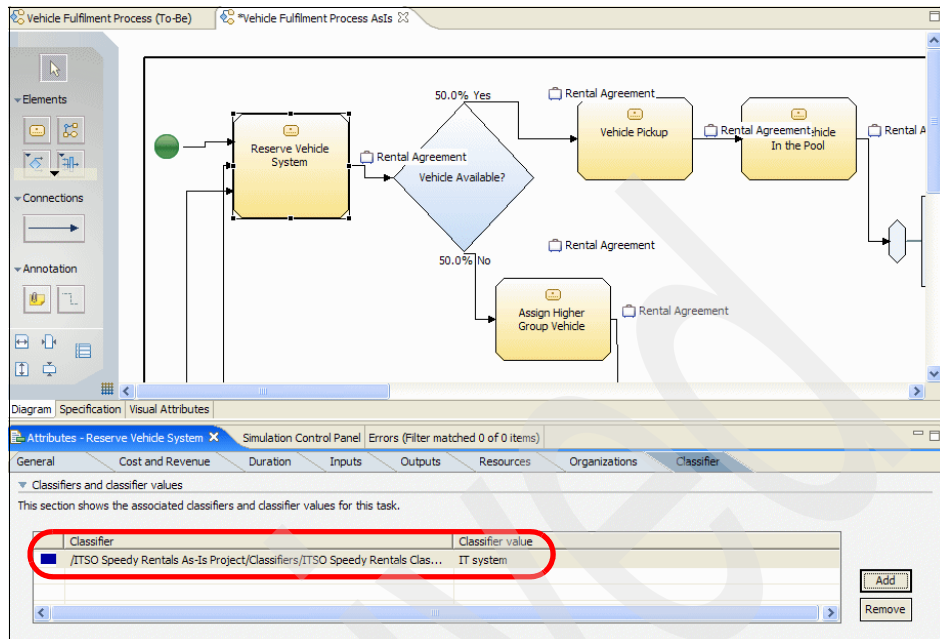 Vehicle Fulfilment Process (To-Be)
*Vehicle Fulfilment Process AsIs
Elements
Connections
Annotation
Reserve Vehicle
System
Rental Agreement
50.0% Yes
Vehicle Available?
50.0% No
Rental Agreement
Vehicle Pickup
Rental Agreement
In the Pool
Rental A
Rental Agreement
Assign Higher
Group Vehicle
Rental Agreement
Diagram Specification Visual Attributes
Attributes - Reserve Vehicle System Simulation Control Panel Errors (Filter matched 0 of 0 items)
General Cost and Revenue Duration Inputs Outputs Resources Organizations Classifier
Classifiers and classifier values
This section shows the associated classifiers and classifier values for this task.
Classifier Classifier value
/ITSO Speedy Rentals As-Is Project/Classifiers/ITSO Speedy Rentals Clas... IT system
Add
Remove